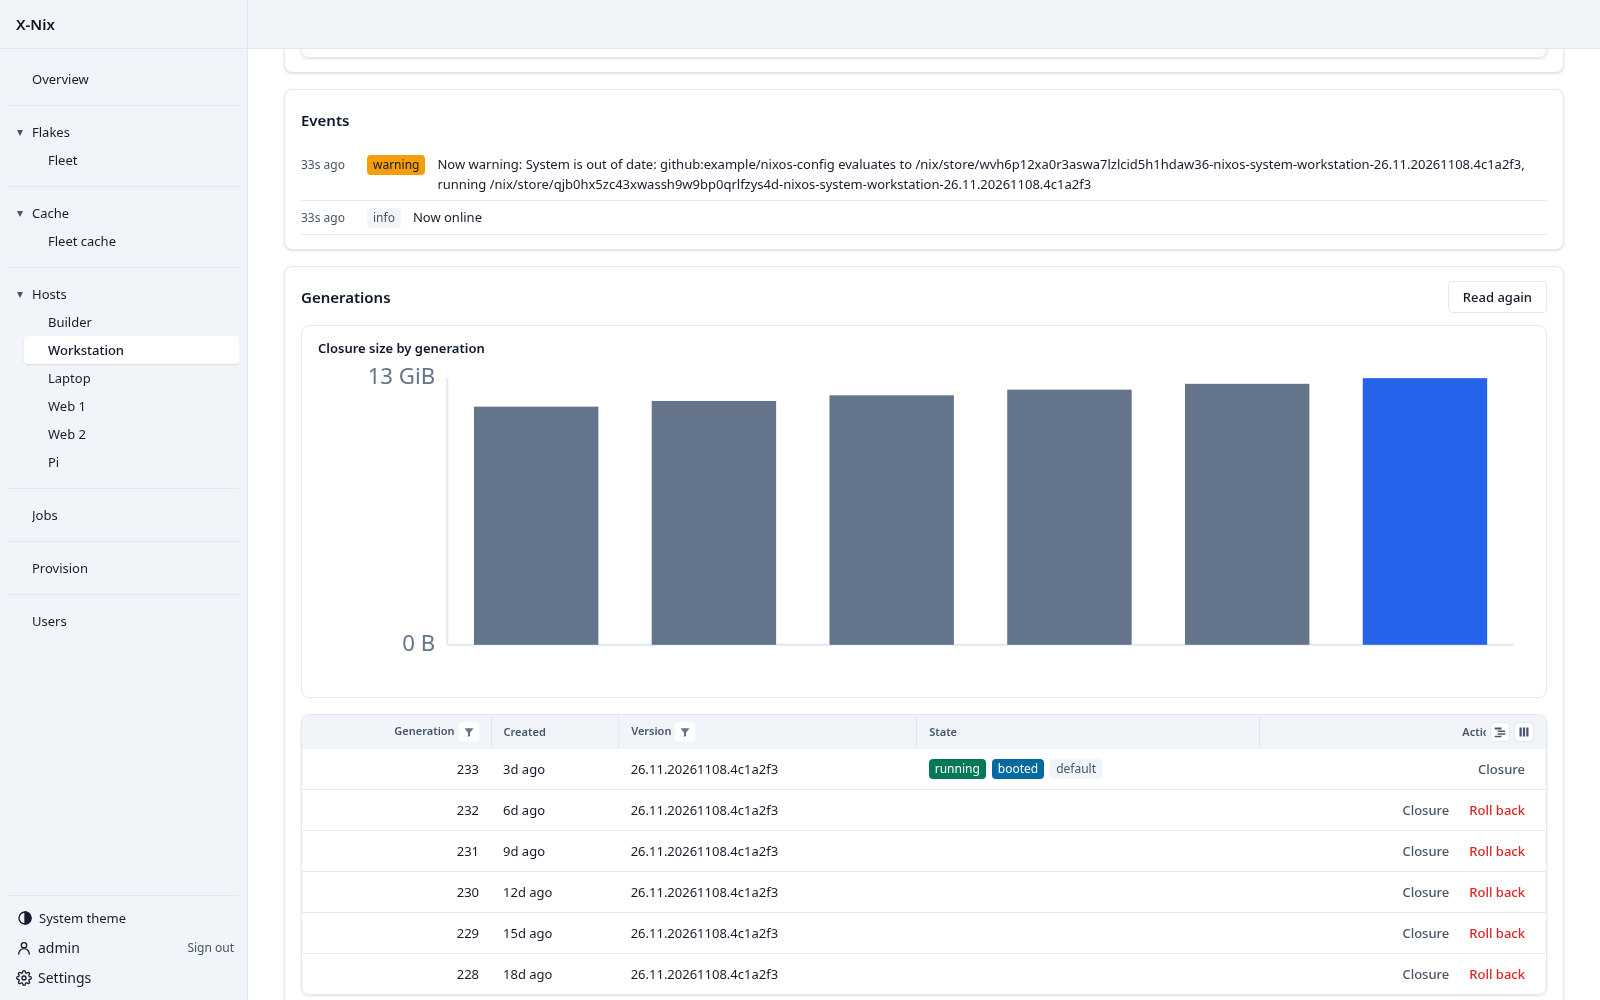 X-Nix
Overview
Flakes
Fleet
Cache
Fleet cache
Hosts
Builder
Workstation
Laptop
Web 1
Web 2
Pi
Jobs
Provision
Users
System theme
admin Sign out
Settings
Events
33s ago warning Now warning: System is out of date: github:example/nixos-config evaluates to /nix/store/wvh6p12xa0r3aswa7lzlcid5h1hdaw36-nixos-system-workstation-26.11.20261108.4c1a2f3,
running /nix/store/qjb0hx5zc43xwassh9w9bp0qrlfzys4d-nixos-system-workstation-26.11.20261108.4c1a2f3
33s ago info Now online
Generations Read again
Closure size by generation
13 GiB
0 B
Generation Created Version State Actic
233 3d ago 26.11.20261108.4c1a2f3 running booted default Closure
232 6d ago 26.11.20261108.4c1a2f3 Closure Roll back
231 9d ago 26.11.20261108.4c1a2f3 Closure Roll back
230 12d ago 26.11.20261108.4c1a2f3 Closure Roll back
229 15d ago 26.11.20261108.4c1a2f3 Closure Roll back
228 18d ago 26.11.20261108.4c1a2f3 Closure Roll back